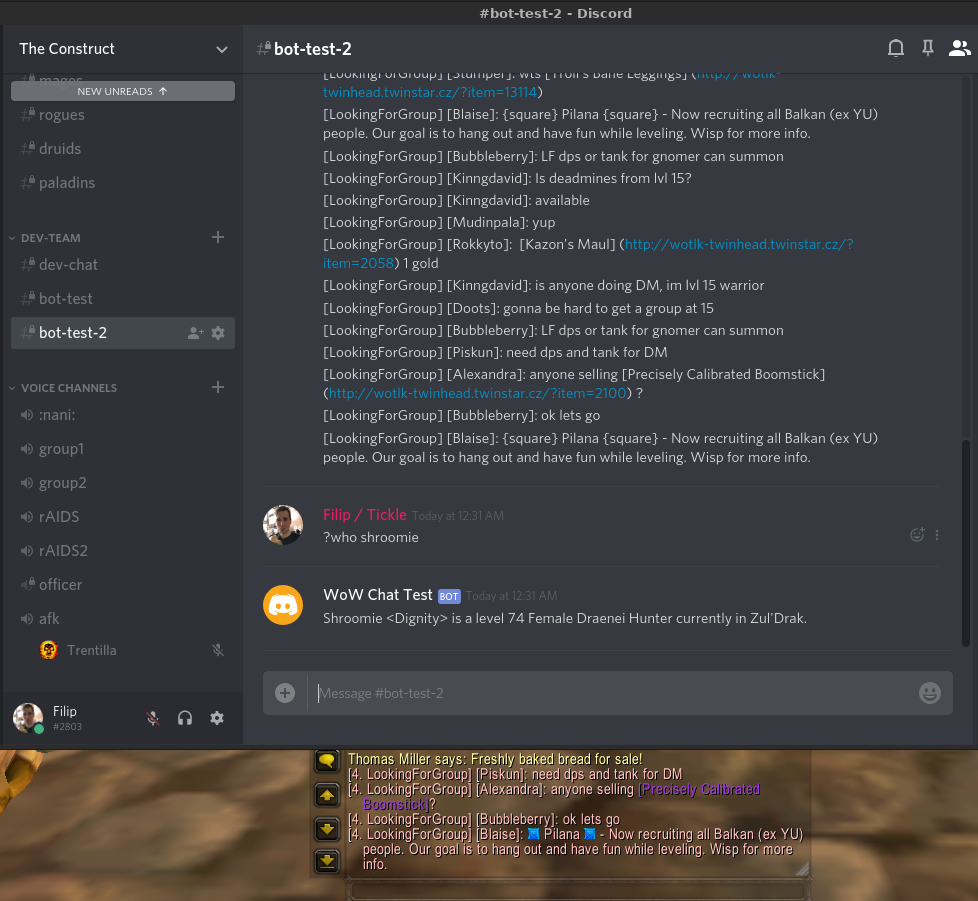 #bot-test-2 - Discord
The Construct
mages
NEW UNREADS ↑
rogues
druids
paladins
DEV-TEAM
dev-chat
bot-test
bot-test-2
VOICE CHANNELS
:nani:
group1
group2
rAIDS
rAIDS2
officer
afk
Trentilla
Filip
#2803
bot-test-2
[LookingForGroup] [Stumper]: wts [Troll's Bane Leggings] (http://wotlk-
twinhead.twinstar.cz/?item=13114)
[LookingForGroup] [Blaise]: {square} Pilana {square} - Now recruiting all Balkan (ex YU)
people. Our goal is to hang out and have fun while leveling. Wisp for more info.
[LookingForGroup] [Bubbleberry]: LF dps or tank for gnomer can summon
[LookingForGroup] [Kinngdavid]: Is deadmines from lvl 15?
[LookingForGroup] [Kinngdavid]: available
[LookingForGroup] [Mudinpala]: yup
[LookingForGroup] [Rokkyto]: [Kazon's Maul] (http://wotlk-twinhead.twinstar.cz/?
item=2058) 1 gold
[LookingForGroup] [Kinngdavid]: is anyone doing DM, im lvl 15 warrior
[LookingForGroup] [Doots]: gonna be hard to get a group at 15
[LookingForGroup] [Bubbleberry]: LF dps or tank for gnomer can summon
[LookingForGroup] [Piskun]: need dps and tank for DM
[LookingForGroup] [Alexandra]: anyone selling [Precisely Calibrated Boomstick]
(http://wotlk-twinhead.twinstar.cz/?item=2100) ?
[LookingForGroup] [Bubbleberry]: ok lets go
[LookingForGroup] [Blaise]: {square} Pilana {square} - Now recruiting all Balkan (ex YU)
people. Our goal is to hang out and have fun while leveling. Wisp for more info.
Filip / Tickle Today at 12:31 AM
?who shroomie
WoW Chat Test BOT Today at 12:31 AM
Shroomie <Dignity> is a level 74 Female Draenei Hunter currently in Zul'Drak.
Message #bot-test-2
Thomas Miller says: Freshly baked bread for sale!
[4. LookingForGroup] [Piskun]: need dps and tank for DM
[4. LookingForGroup] [Alexandra]: anyone selling [Precisely Calibrated
Boomstick]?
[4. LookingForGroup] [Bubbleberry]: ok lets go
[4. LookingForGroup] [Blaise]: Pilana - Now recruiting all Balkan (ex YU)
people. Our goal is to hang out and have fun while leveling. Wisp for more
info.